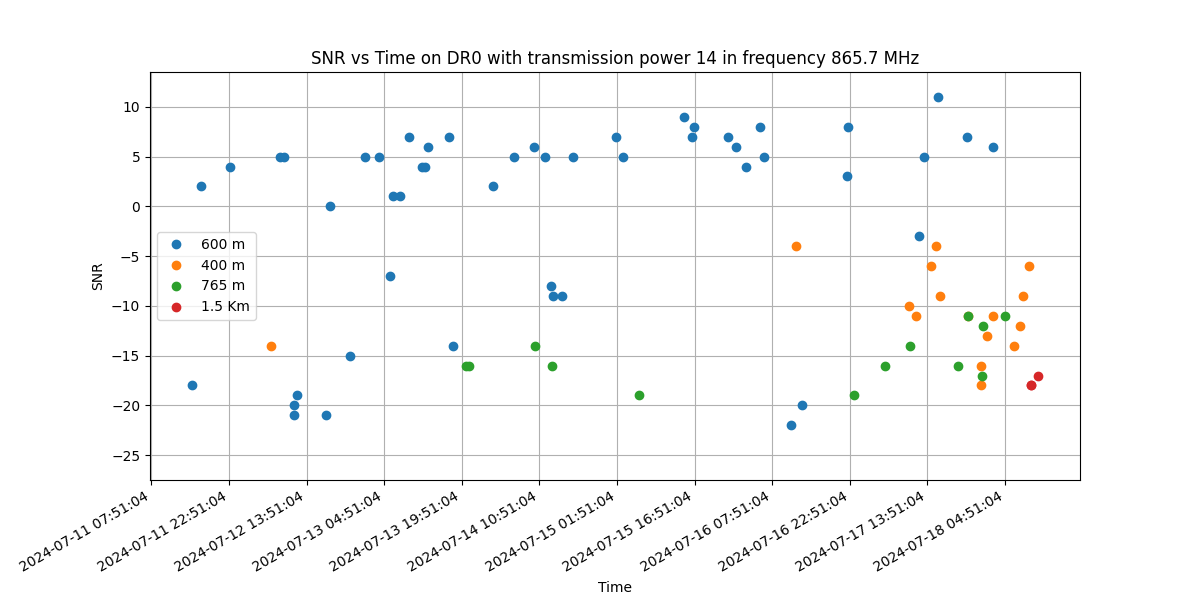 SNR vs Time on DR0 with transmission power 14 in frequency 865.7 MHz
10
5
0
−5
−10
−15
−20
−25
SNR
600 m
400 m
765 m
1.5 Km
2024-07-11 07:51:04
2024-07-11 22:51:04
2024-07-12 13:51:04
2024-07-13 04:51:04
2024-07-13 19:51:04
2024-07-14 10:51:04
2024-07-15 01:51:04
2024-07-15 16:51:04
2024-07-16 07:51:04
2024-07-16 22:51:04
2024-07-17 13:51:04
2024-07-18 04:51:04
Time